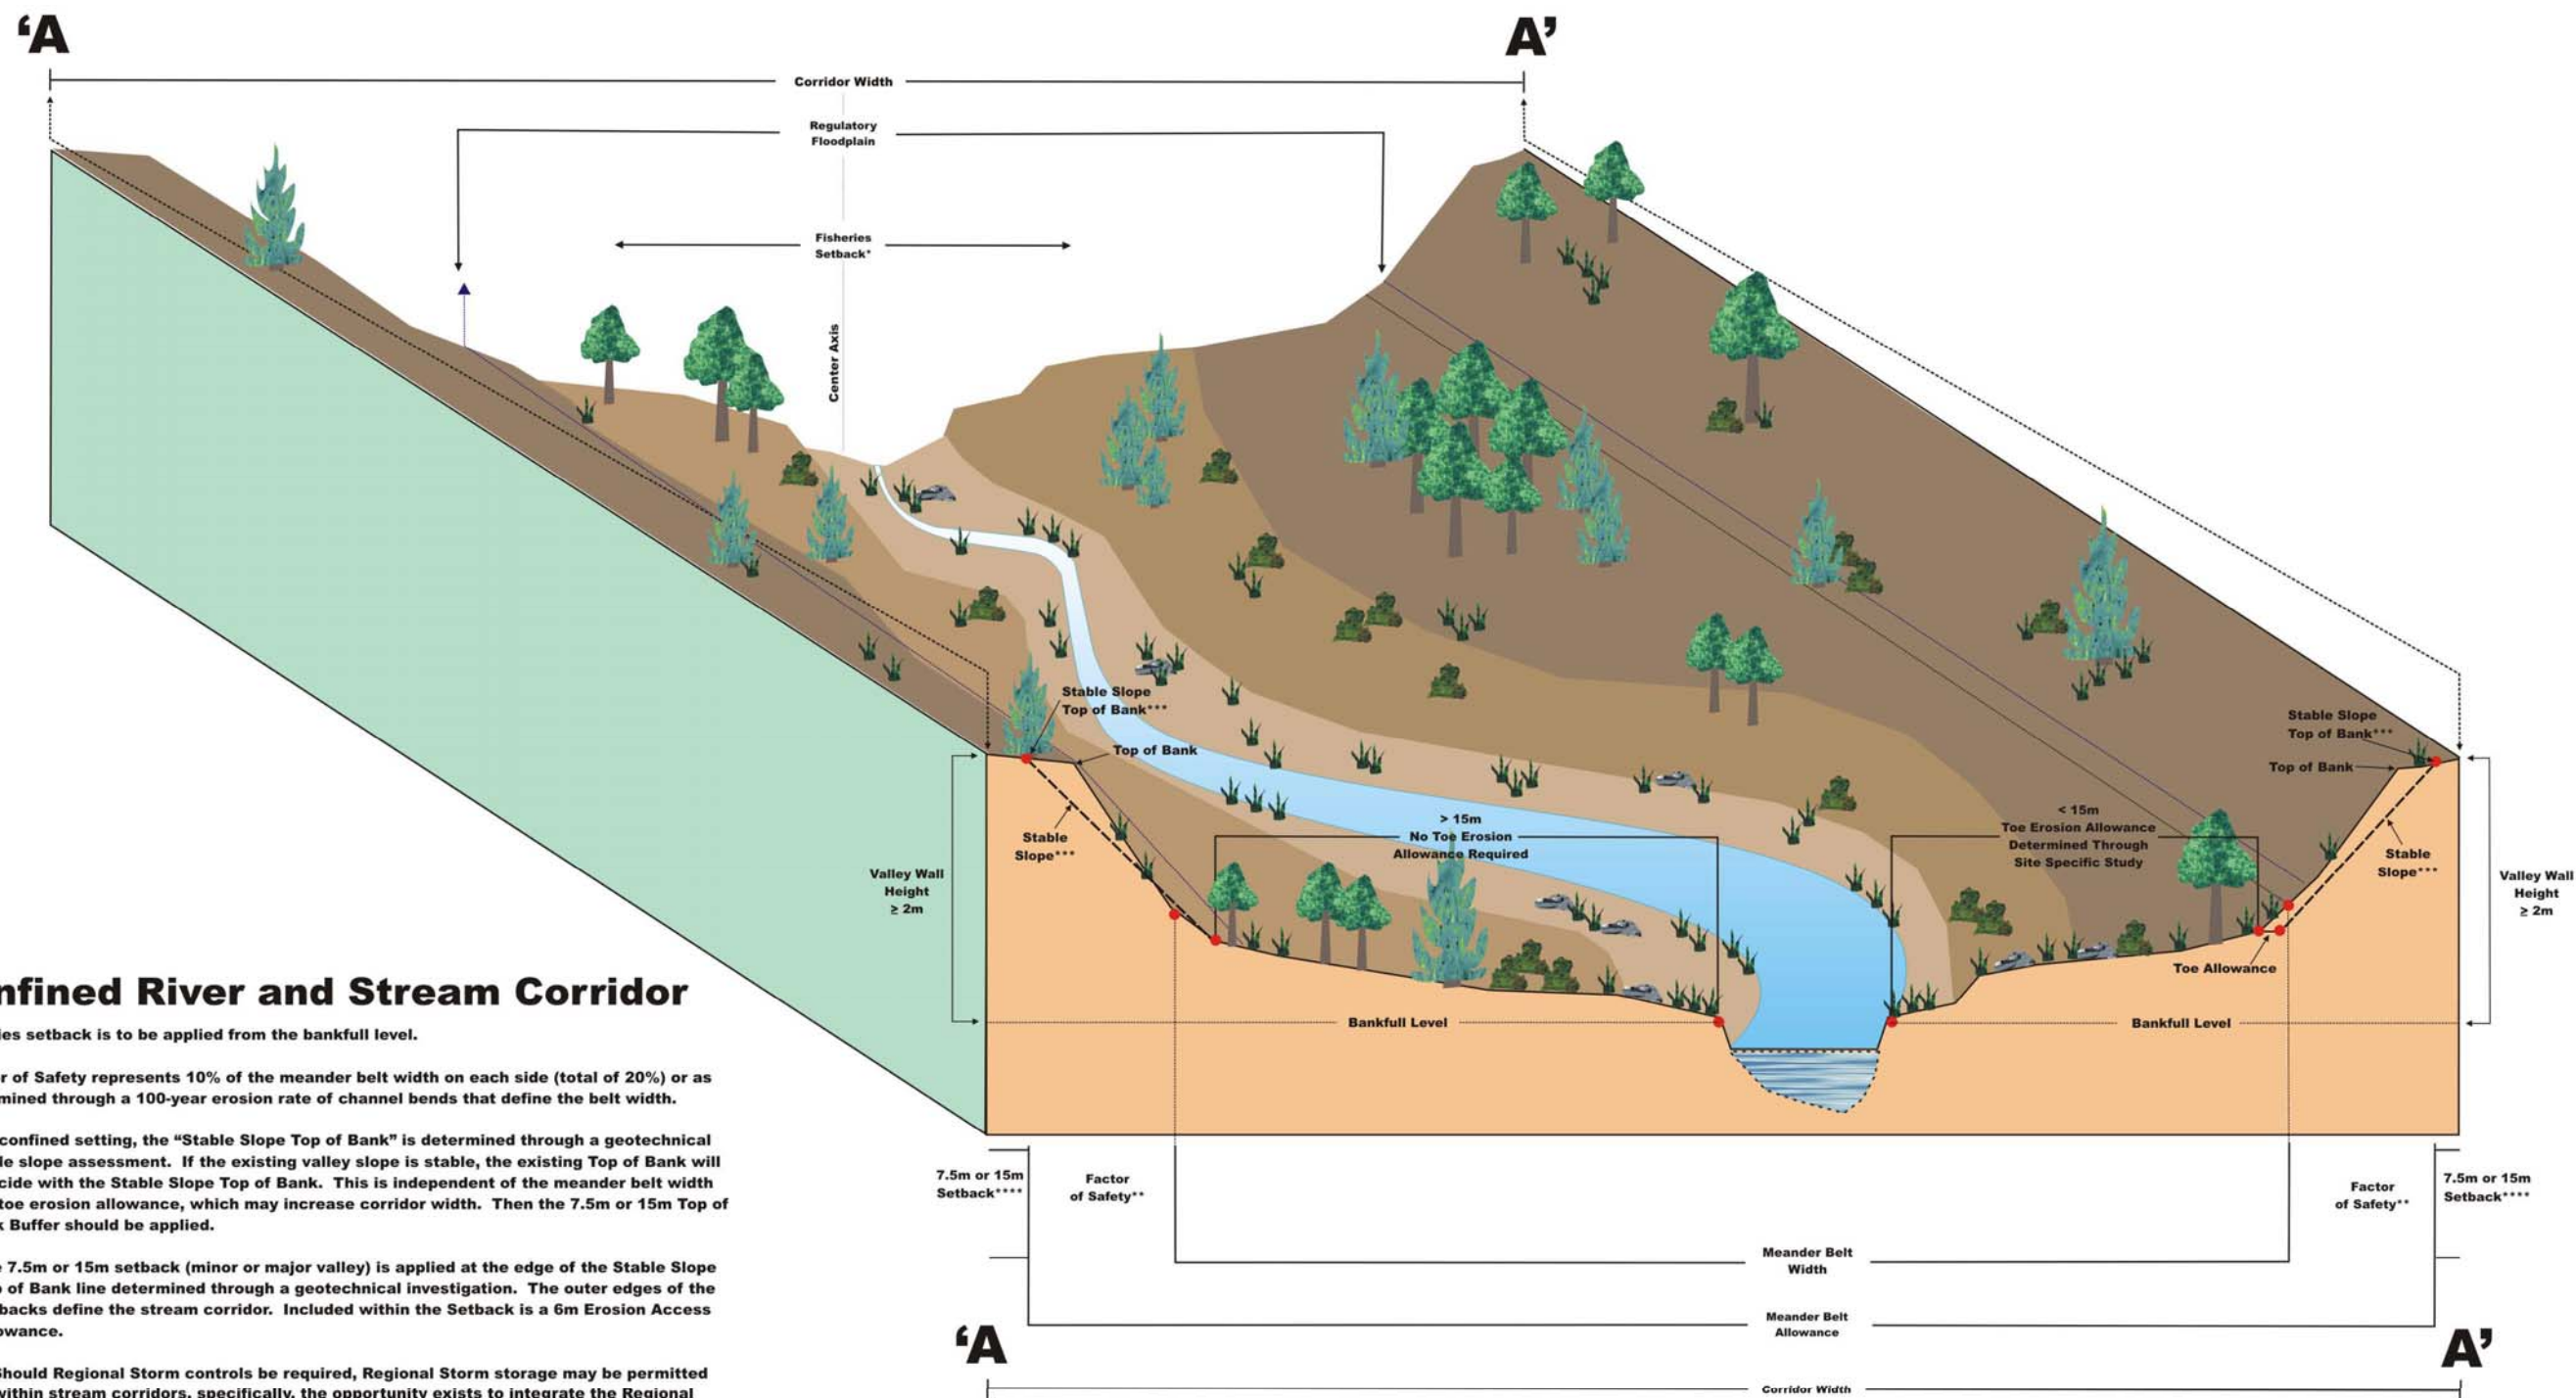 ‘A
A’
Corridor Width
Regulatory
Floodplain
Fisheries
Setback*
Center Axis
Stable Slope
Top of Bank***
Top of Bank
Stable Slope
Top of Bank***
Top of Bank
Stable
Slope***
> 15m
No Toe Erosion
Allowance Required
< 15m
Toe Erosion Allowance
Determined Through
Site Specific Study
Stable
Slope***
Valley Wall
Height
≥ 2m
Valley Wall
Height
≥ 2m
Toe Allowance
Bankfull Level
Bankfull Level
nfined River and Stream Corridor
ies setback is to be applied from the bankfull level.
r of Safety represents 10% of the meander belt width on each side (total of 20%) or as
mined through a 100-year erosion rate of channel bends that define the belt width.
confined setting, the “Stable Slope Top of Bank” is determined through a geotechnical
le slope assessment. If the existing valley slope is stable, the existing Top of Bank will
cide with the Stable Slope Top of Bank. This is independent of the meander belt width
toe erosion allowance, which may increase corridor width. Then the 7.5m or 15m Top of
k Buffer should be applied.
e 7.5m or 15m setback (minor or major valley) is applied at the edge of the Stable Slope
p of Bank line determined through a geotechnical investigation. The outer edges of the
backs define the stream corridor. Included within the Setback is a 6m Erosion Access
owance.
Should Regional Storm controls be required, Regional Storm storage may be permitted
within stream corridors, specifically, the opportunity exists to integrate the Regional
7.5m or 15m
Setback****
Factor
of Safety**
Factor
of Safety**
7.5m or 15m
Setback****
Meander Belt
Width
Meander Belt
Allowance
‘A
A’
Corridor Width